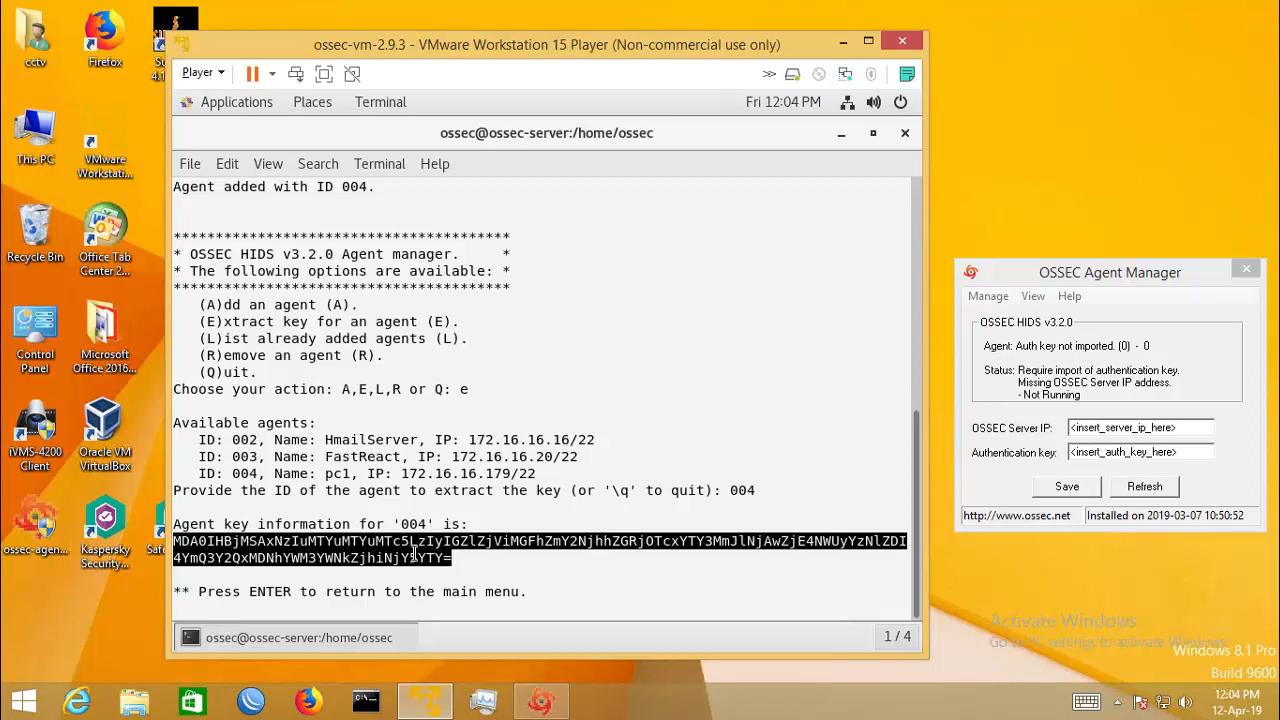 cctv
Firefox
Su
4.1
This PC
VMware
Workstati...
Recycle Bin
Office Tab
Center 2...
Control
Panel
Microsoft
Office 2016...
iVMS-4200
Client
Oracle VM
VirtualBox
ossec-agen...
Kaspersky
Security...
Safe
ossec-vm-2.9.3 - VMware Workstation 15 Player (Non-commercial use only)
Player
Applications Places Terminal Fri 12:04 PM
ossec@ossec-server:/home/ossec
File Edit View Search Terminal Help
Agent added with ID 004.
****************************************
* OSSEC HIDS v3.2.0 Agent manager. *
* The following options are available: *
****************************************
(A)dd an agent (A).
(E)xtract key for an agent (E).
(L)ist already added agents (L).
(R)emove an agent (R).
(Q)uit.
Choose your action: A,E,L,R or Q: e
Available agents:
ID: 002, Name: HmailServer, IP: 172.16.16.16/22
ID: 003, Name: FastReact, IP: 172.16.16.20/22
ID: 004, Name: pc1, IP: 172.16.16.179/22
Provide the ID of the agent to extract the key (or '\q' to quit): 004
Agent key information for '004' is:
MDA0IHBjMSAxNzIuMTYuMTYuMTc5LzIyIGZlZjViMGFhZmY2NjhhZGRjOTcxYTY3MmJlNjAwZjE4NWUyYzNlZDI
** Press ENTER to return to the main menu.
ossec@ossec-server:/home/ossec
1 / 4
OSSEC Agent Manager
Manage View Help
OSSEC HIDS v3.2.0
Agent: Auth key not imported. (0) - 0
Status: Require import of authentication key.
Missing OSSEC Server IP address.
- Not Running
OSSEC Server IP: <insert_server_ip_here>
Authentication key: <insert_auth_key_here>
Save Refresh
http://www.ossec.net Installed on 2019-03-07 10:50:52
Activate Windows
Go to PC settings to activate Windows.
Windows 8.1 Pro
Build 9600
12:04 PM
12-Apr-19